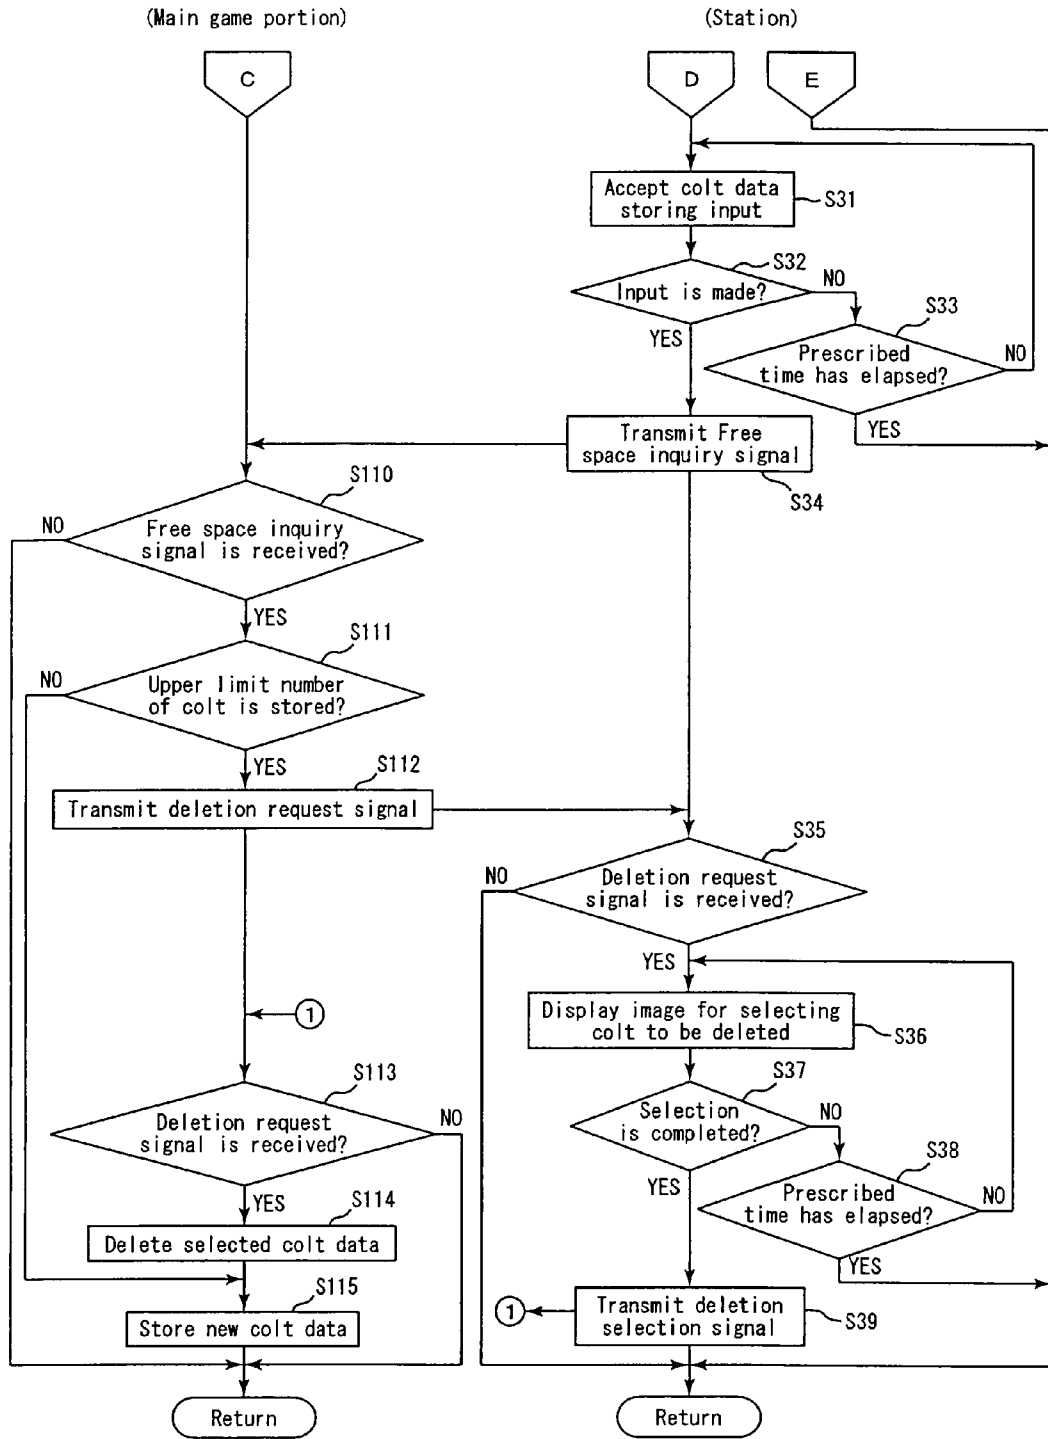 (Main game portion)
(Station)
C
D
E
Accept colt data
storing input
S31
S32
Input is made?
NO
YES
S33
Prescribed
time has elapsed?
NO
YES
Transmit Free
space inquiry signal
S34
S110
NO
Free space inquiry
signal is received?
YES
S111
NO
Upper limit number
of colt is stored?
YES
S112
Transmit deletion request signal
S35
NO
Deletion request
signal is received?
YES
Display image for selecting
colt to be deleted
S36
1
S37
Selection
is completed?
NO
YES
S113
Deletion request
signal is received?
NO
YES
S38
Prescribed
time has elapsed?
NO
YES
S114
Delete selected colt data
S115
Store new colt data
1
Transmit deletion
selection signal
S39
Return
Return